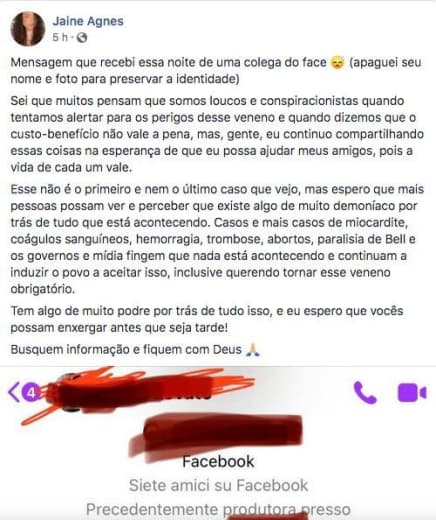 Jaine Agnes
5 h ·
Mensagem que recebi essa noite de uma colega do face 😅 (apaguei seu
nome e foto para preservar a identidade)
Sei que muitos pensam que somos loucos e conspiracionistas quando
tentamos alertar para os perigos desse veneno e quando dizemos que o
custo-benefício não vale a pena, mas, gente, eu continuo compartilhando
essas coisas na esperança de que eu possa ajudar meus amigos, pois a
vida de cada um vale.
Esse não é o primeiro e nem o último caso que vejo, mas espero que mais
pessoas possam ver e perceber que existe algo de muito demoníaco por
trás de tudo que está acontecendo. Casos e mais casos de miocardite,
coágulos sanguíneos, hemorragia, trombose, abortos, paralisia de Bell e
os governos e mídia fingem que nada está acontecendo e continuam a
induzir o povo a aceitar isso, inclusive querendo tornar esse veneno
obrigatório.
Tem algo de muito podre por trás de tudo isso, e eu espero que vocês
possam enxergar antes que seja tarde!
Busquem informação e fiquem com Deus 🙏🏻
4
Facebook
Siete amici su Facebook
Precedentemente produtora presso